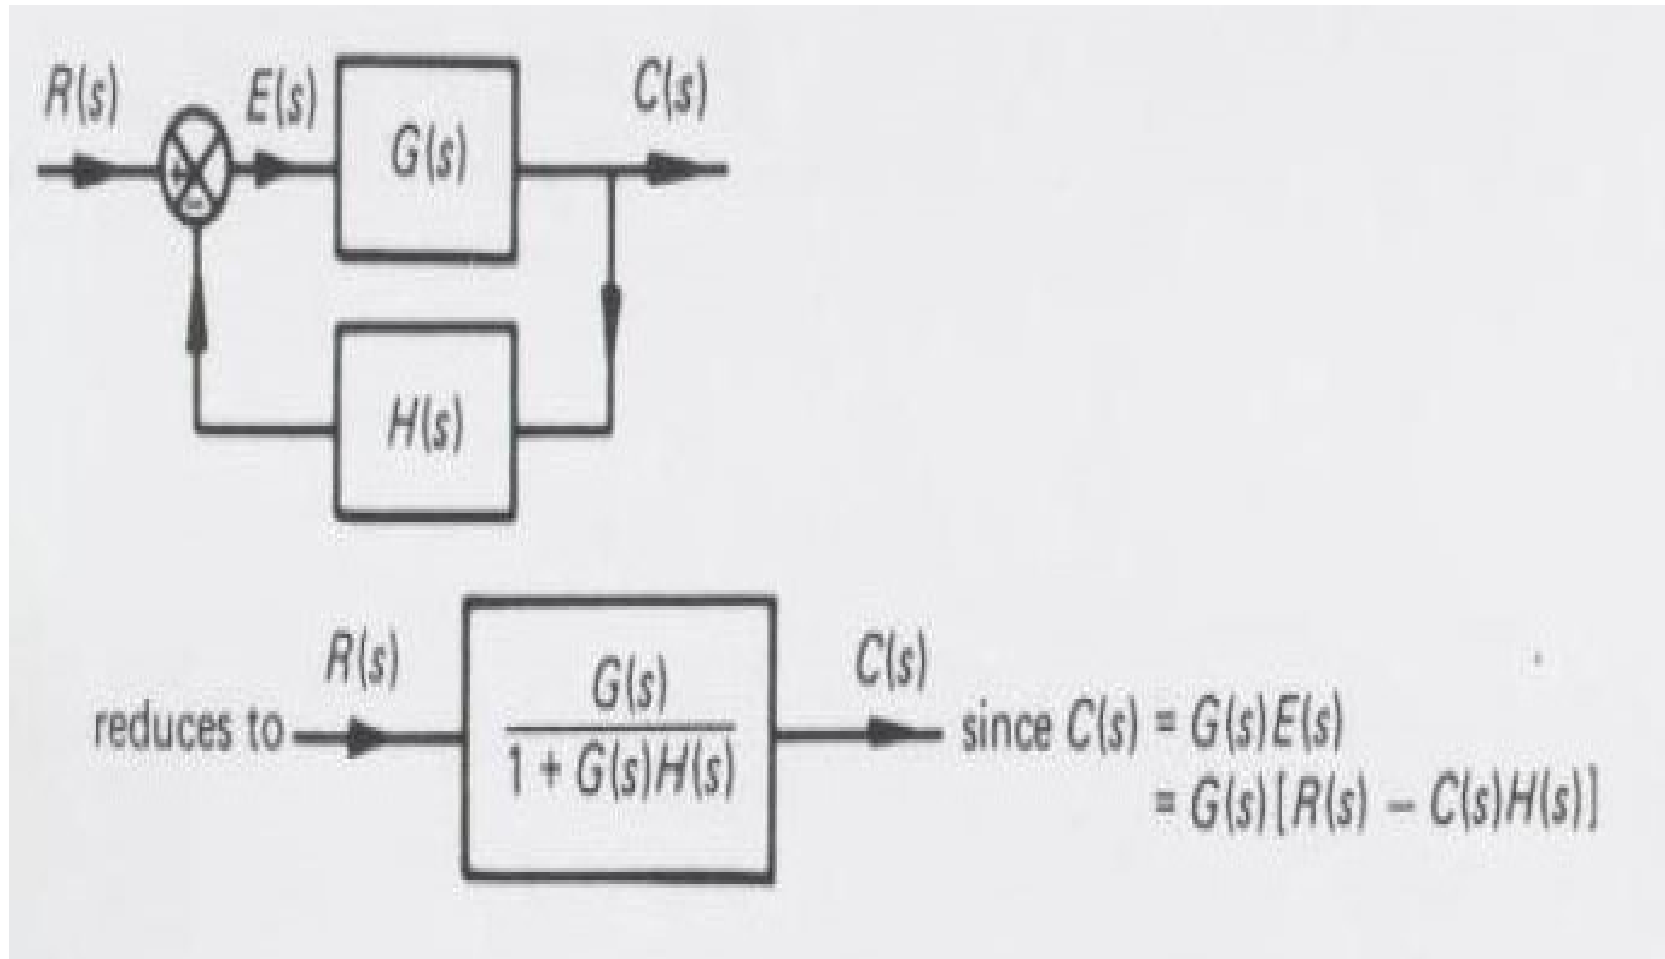 R(s) E(s) C(s)
+ G(s)
−
H(s)
R(s) G(s) C(s)
reduces to 1 + G(s)H(s) since C(s) = G(s)E(s)
= G(s)[R(s) − C(s)H(s)]